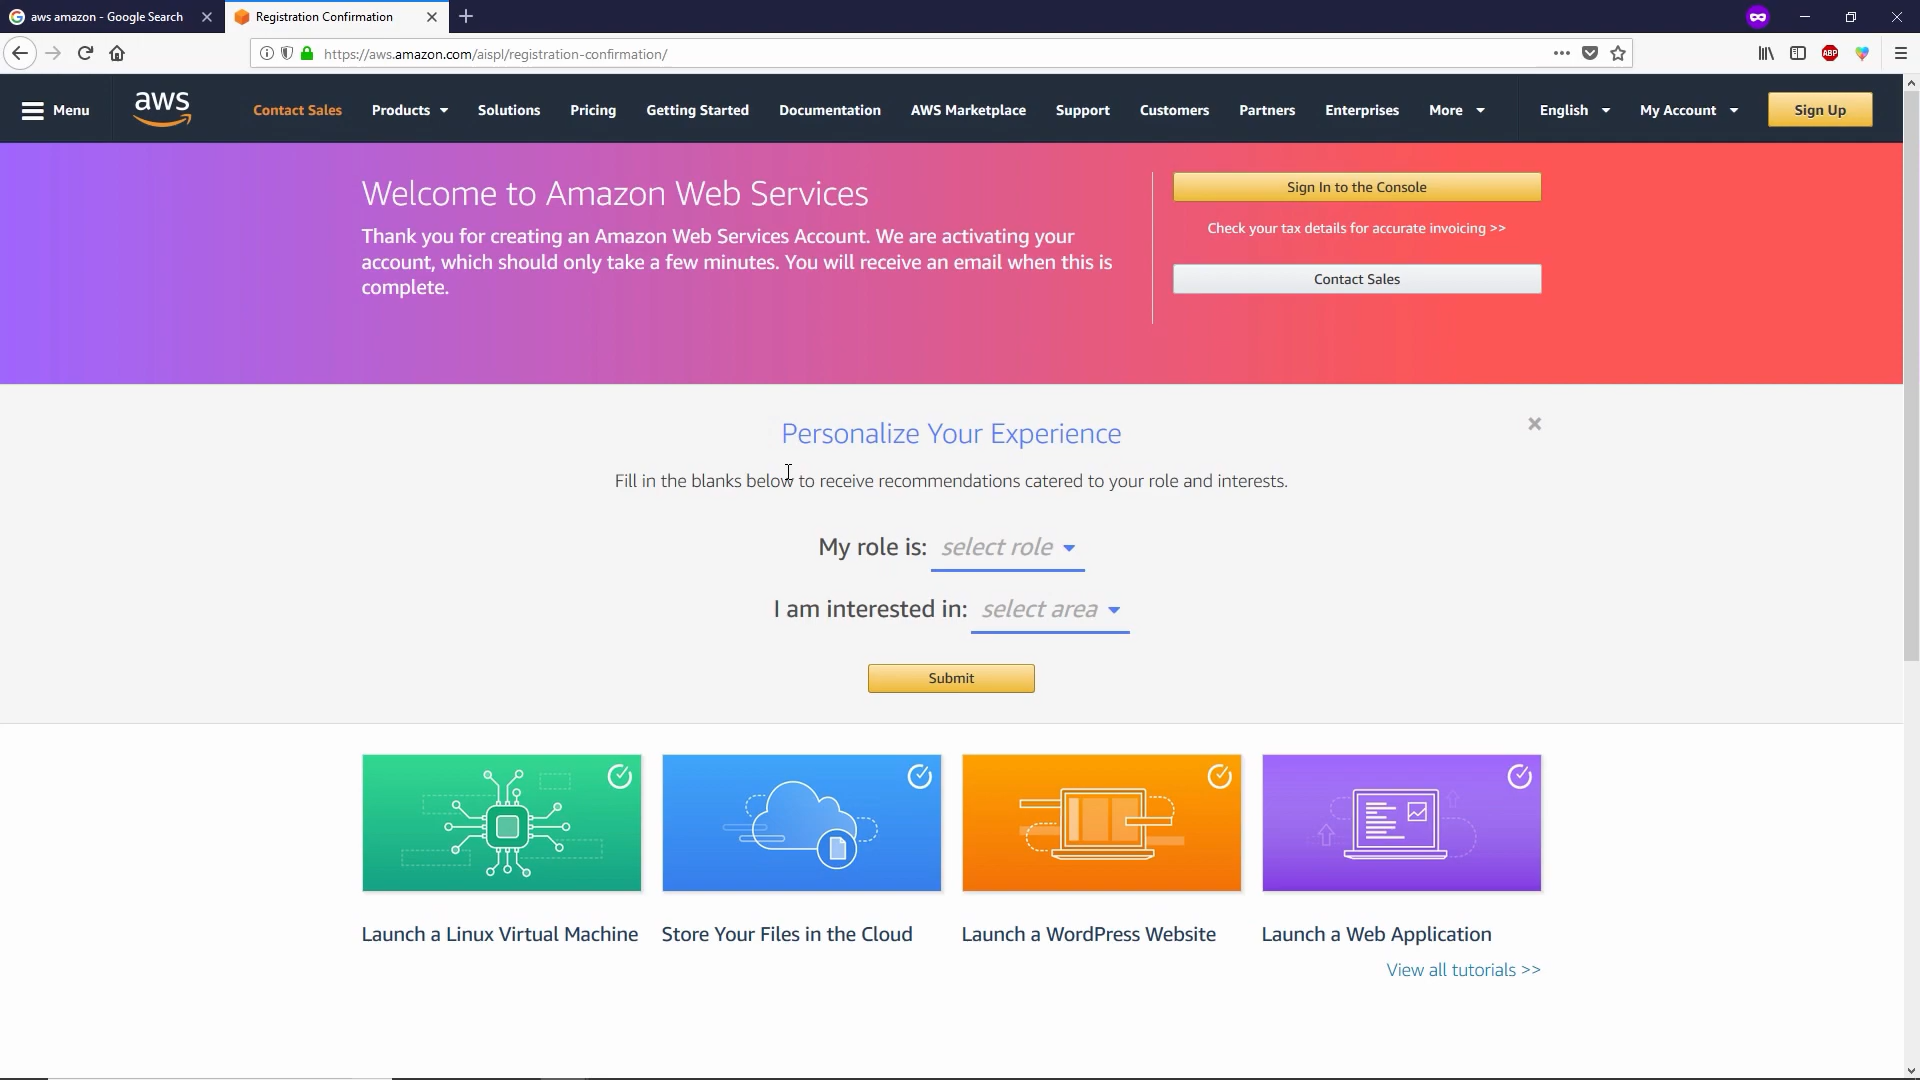 aws amazon - Google Search
Registration Confirmation
https://aws.amazon.com/aispl/registration-confirmation/
ABP
Menu
aws
Contact Sales
Products
Solutions
Pricing
Getting Started
Documentation
AWS Marketplace
Support
Customers
Partners
Enterprises
More
English
My Account
Sign Up
Welcome to Amazon Web Services
Thank you for creating an Amazon Web Services Account. We are activating your
account, which should only take a few minutes. You will receive an email when this is
complete.
Sign In to the Console
Check your tax details for accurate invoicing >>
Contact Sales
Personalize Your Experience
Fill in the blanks below to receive recommendations catered to your role and interests.
My role is: select role
I am interested in: select area
Submit
Launch a Linux Virtual Machine
Store Your Files in the Cloud
Launch a WordPress Website
Launch a Web Application
View all tutorials >>